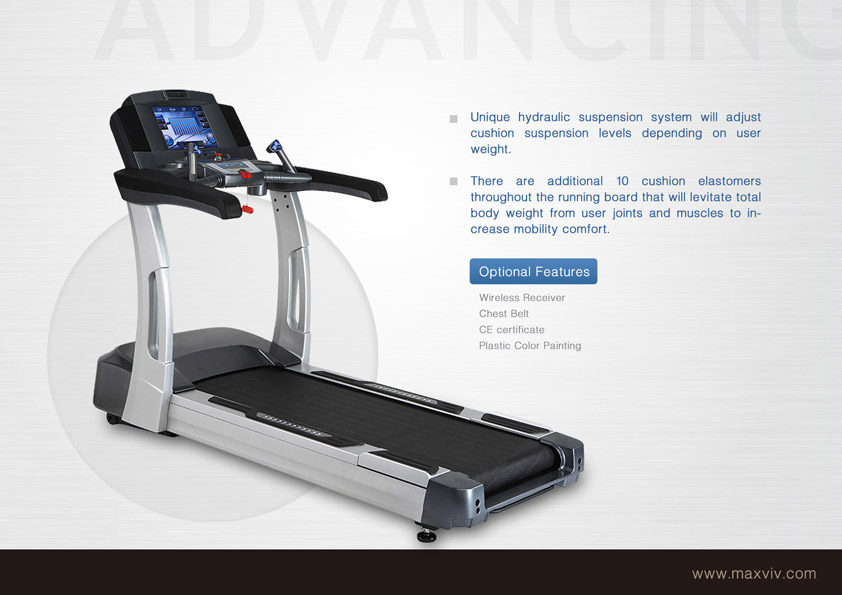 ADVANCING
Unique hydraulic suspension system will adjust
cushion suspension levels depending on user
weight.
There are additional 10 cushion elastomers
throughout the running board that will levitate total
body weight from user joints and muscles to in-
crease mobility comfort.
Optional Features
Wireless Receiver
Chest Belt
CE certificate
Plastic Color Painting
www.maxviv.com